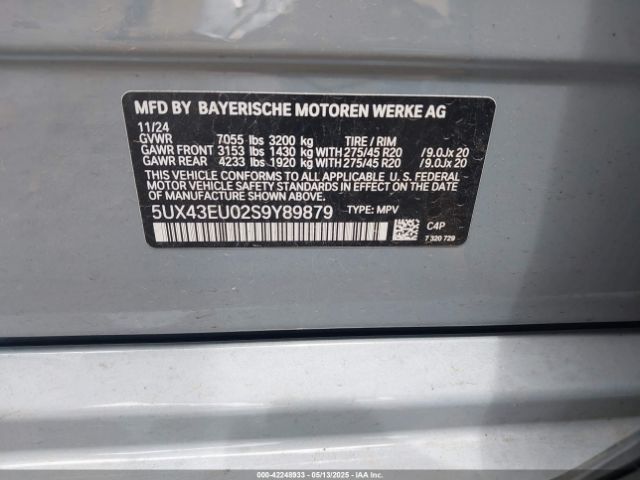 MFD BY BAYERISCHE MOTOREN WERKE AG
11/24
GVWR 7055 lbs 3200 kg TIRE / RIM
GAWR FRONT 3153 lbs 1430 kg WITH 275/45 R20 / 9.0Jx 20
GAWR REAR 4233 lbs 1920 kg WITH 275/45 R20 / 9.0Jx 20
THIS VEHICLE CONFORMS TO ALL APPLICABLE U. S. FEDERAL
MOTOR VEHICLE SAFETY STANDARDS IN EFFECT ON THE
DATE OF MANUFACTURE SHOWN ABOVE.
5UX43EU02S9Y89879 TYPE: MPV
C4P
7 320 729
000-42248933 - 05/13/2025 - IAAI Corp.